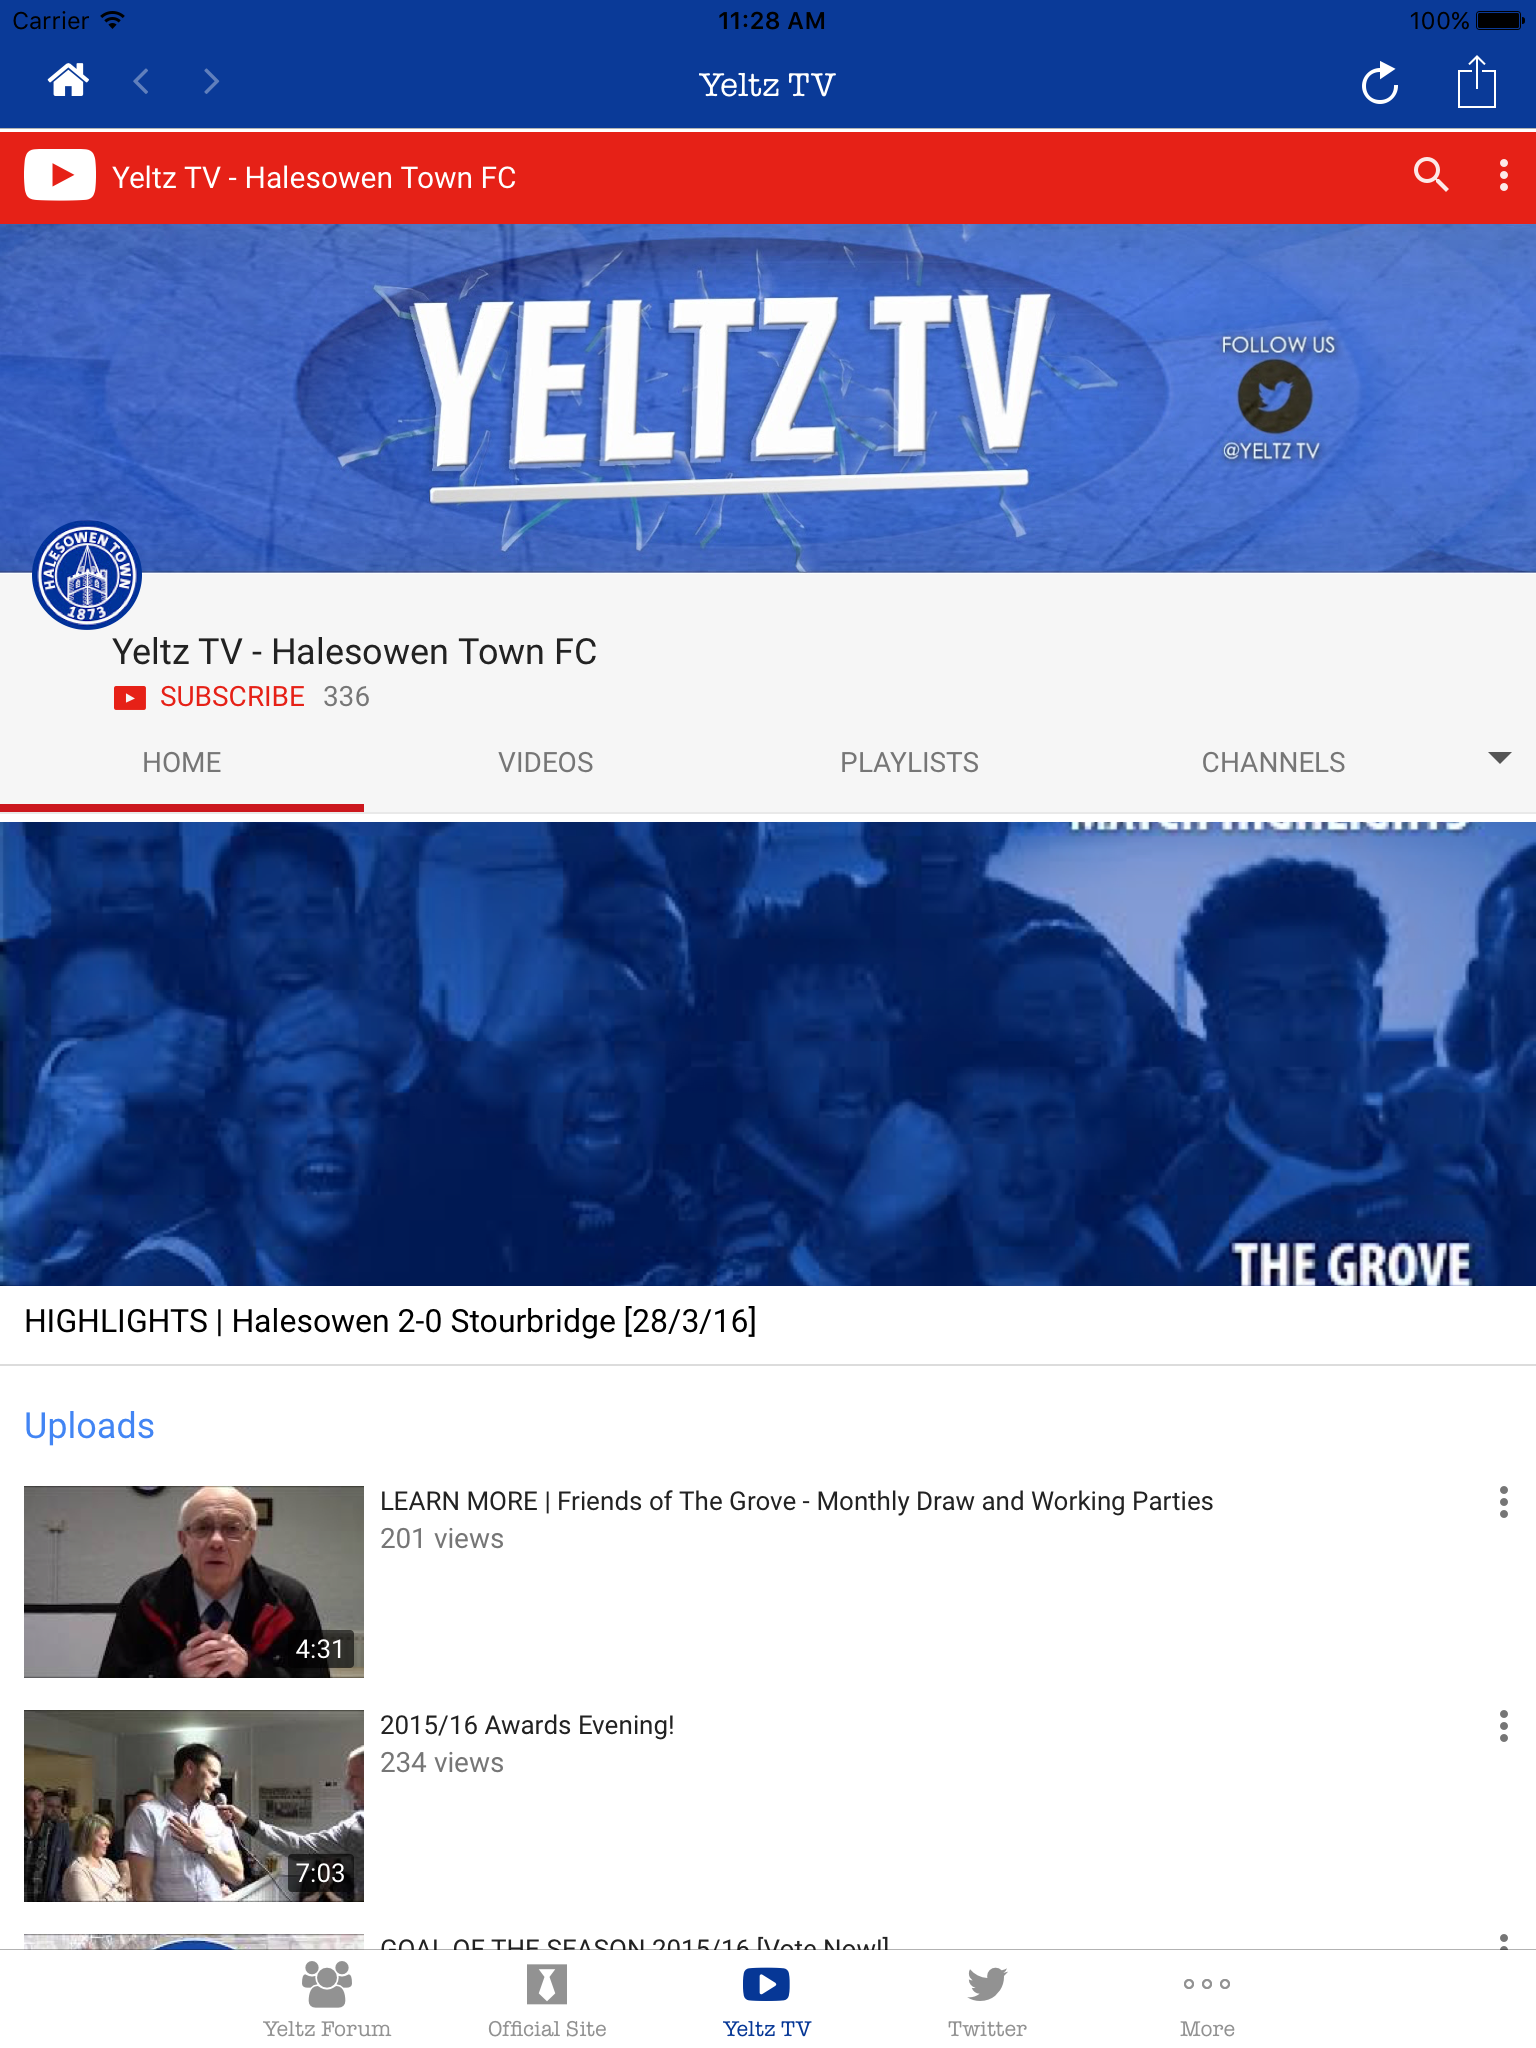 Carrier
11:28 AM
100%
Yeltz TV
Yeltz TV - Halesowen Town FC
YELTZ TV
FOLLOW US
@YELTZ TV
HALESOWEN TOWN
1873
Yeltz TV - Halesowen Town FC
SUBSCRIBE 336
HOME
VIDEOS
PLAYLISTS
CHANNELS
MATCH HIGHLIGHTS
THE GROVE
HIGHLIGHTS | Halesowen 2-0 Stourbridge [28/3/16]
Uploads
LEARN MORE | Friends of The Grove - Monthly Draw and Working Parties
201 views
4:31
2015/16 Awards Evening!
234 views
7:03
GOAL OF THE SEASON 2015/16 [Vote Now!]
Yeltz Forum
Official Site
Yeltz TV
Twitter
More